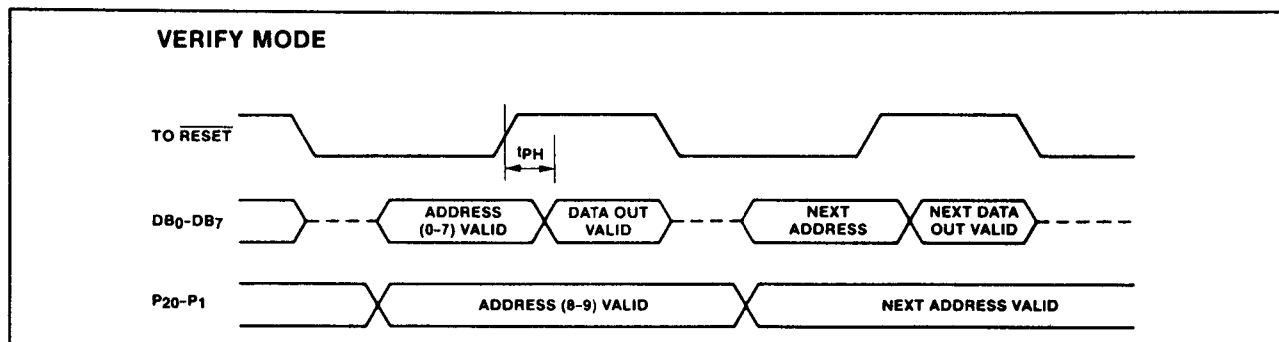 VERIFY MODE
TO R̅E̅S̅E̅T̅
tPH
DB0-DB7
ADDRESS
(0-7) VALID
DATA OUT
VALID
NEXT
ADDRESS
NEXT DATA
OUT VALID
P20-P1
ADDRESS (8-9) VALID
NEXT ADDRESS VALID